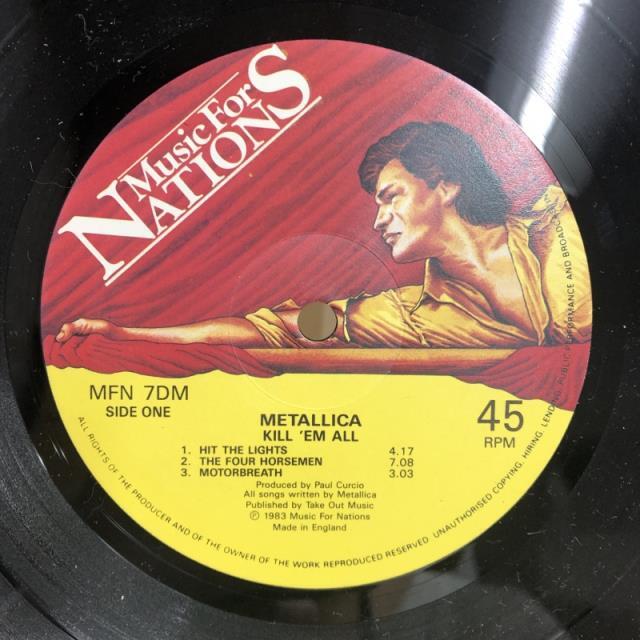 Music For
NATIONS
MFN 7DM
SIDE ONE
45
RPM
METALLICA
KILL 'EM ALL
1. HIT THE LIGHTS 4.17
2. THE FOUR HORSEMEN 7.08
3. MOTORBREATH 3.03
Produced by Paul Curcio
All songs written by Metallica
Published by Take Out Music
℗ 1983 Music For Nations
Made in England
ALL RIGHTS OF THE PRODUCER AND OF THE OWNER OF THE WORK REPRODUCED RESERVED. UNAUTHORISED COPYING, HIRING, LENDING, PUBLIC PERFORMANCE AND BROADC